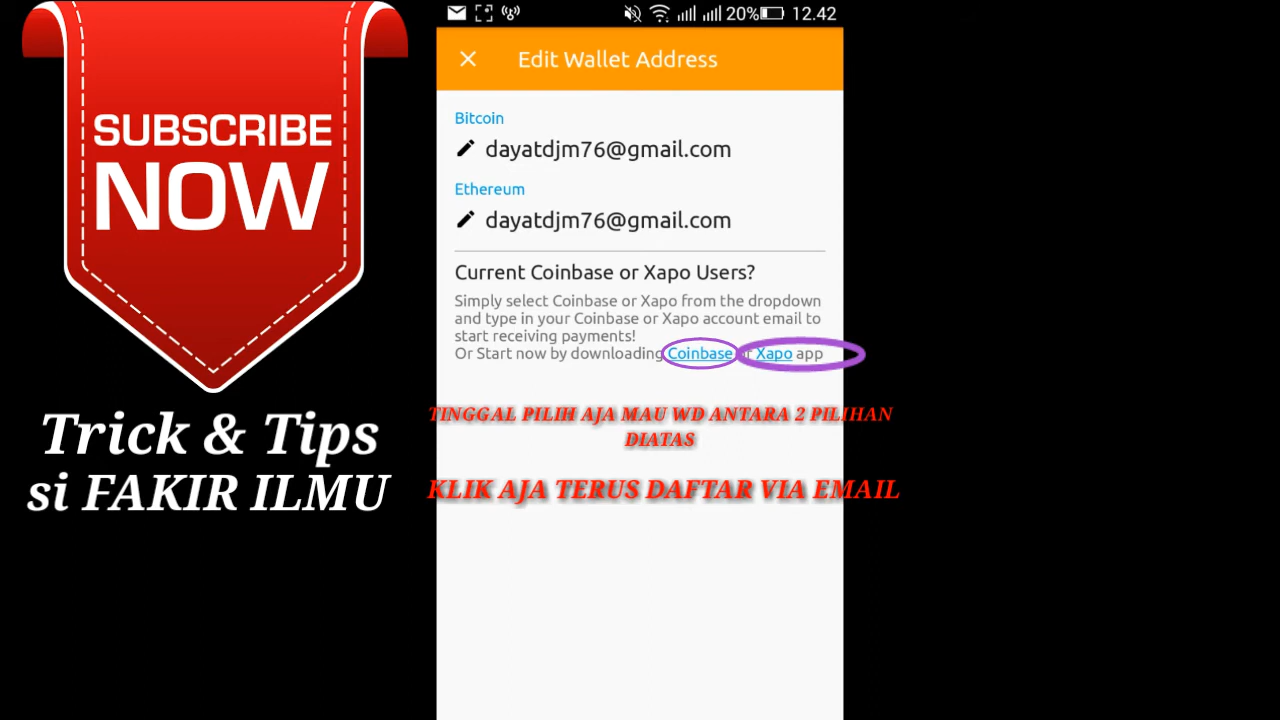 SUBSCRIBE
NOW
Trick & Tips
si FAKIR ILMU
20% 12.42
Edit Wallet Address
Bitcoin
dayatdjm76@gmail.com
Ethereum
dayatdjm76@gmail.com
Current Coinbase or Xapo Users?
Simply select Coinbase or Xapo from the dropdown
and type in your Coinbase or Xapo account email to
start receiving payments!
Or Start now by downloading Coinbase or Xapo app
TINGGAL PILIH AJA MAU WD ANTARA 2 PILIHAN
DIATAS
KLIK AJA TERUS DAFTAR VIA EMAIL